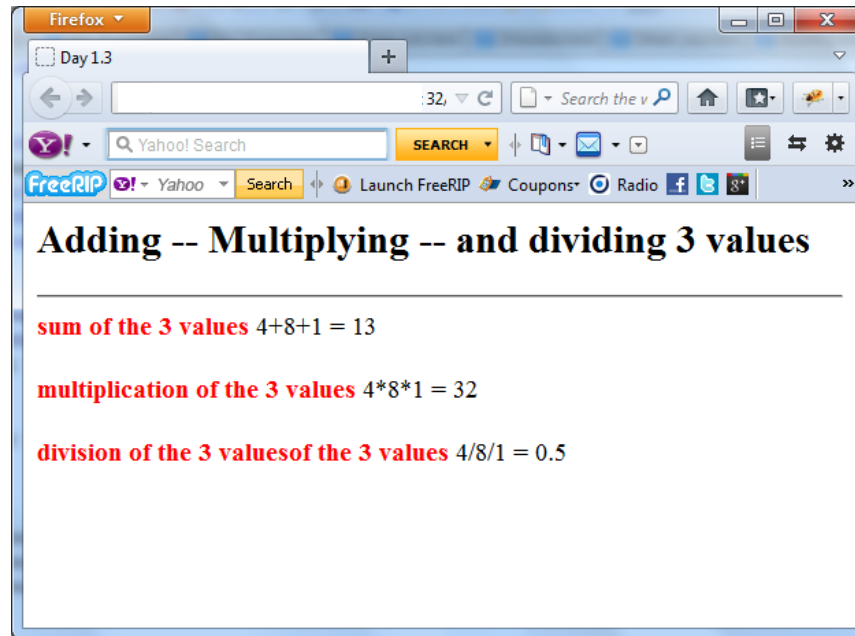 Firefox
Day 1.3
32, Search the v
Y! Yahoo! Search SEARCH
FreeRIP Y! Yahoo Search Launch FreeRIP Coupons Radio f 8+ »
Adding -- Multiplying -- and dividing 3 values
sum of the 3 values 4+8+1 = 13
multiplication of the 3 values 4*8*1 = 32
division of the 3 valuesof the 3 values 4/8/1 = 0.5